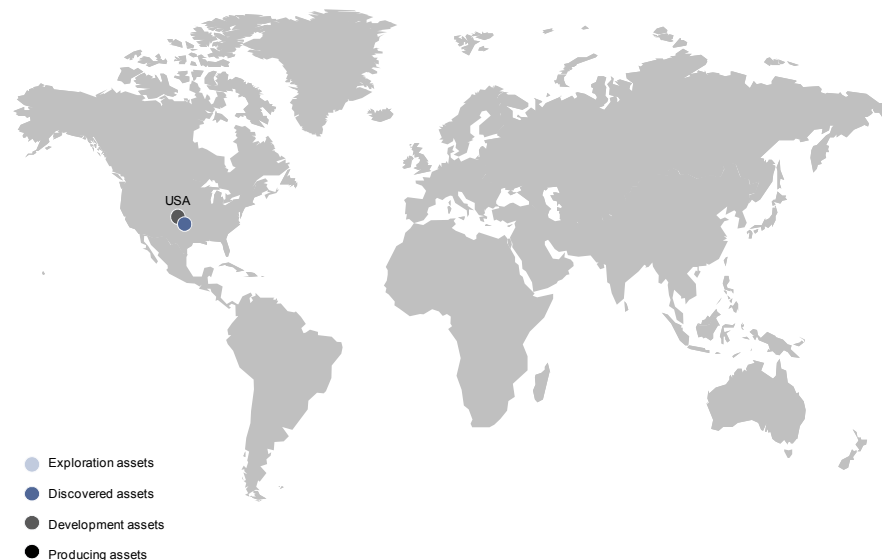 USA
Exploration assets
Discovered assets
Development assets
Producing assets